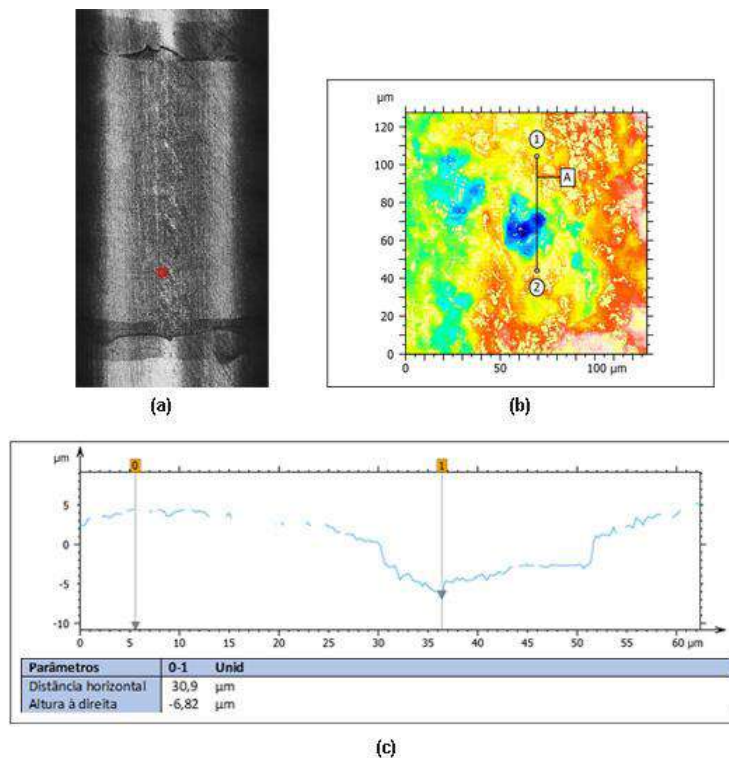 (a)
µm
120
100
80
60
40
20
0
1
A
2
0 50 100 µm
(b)
µm
0 1
5
0
-5
-10
0 5 10 15 20 25 30 35 40 45 50 55 60 µm
Parâmetros 0-1 Unid
Distância horizontal 30,9 µm
Altura à direita -6,82 µm
(c)